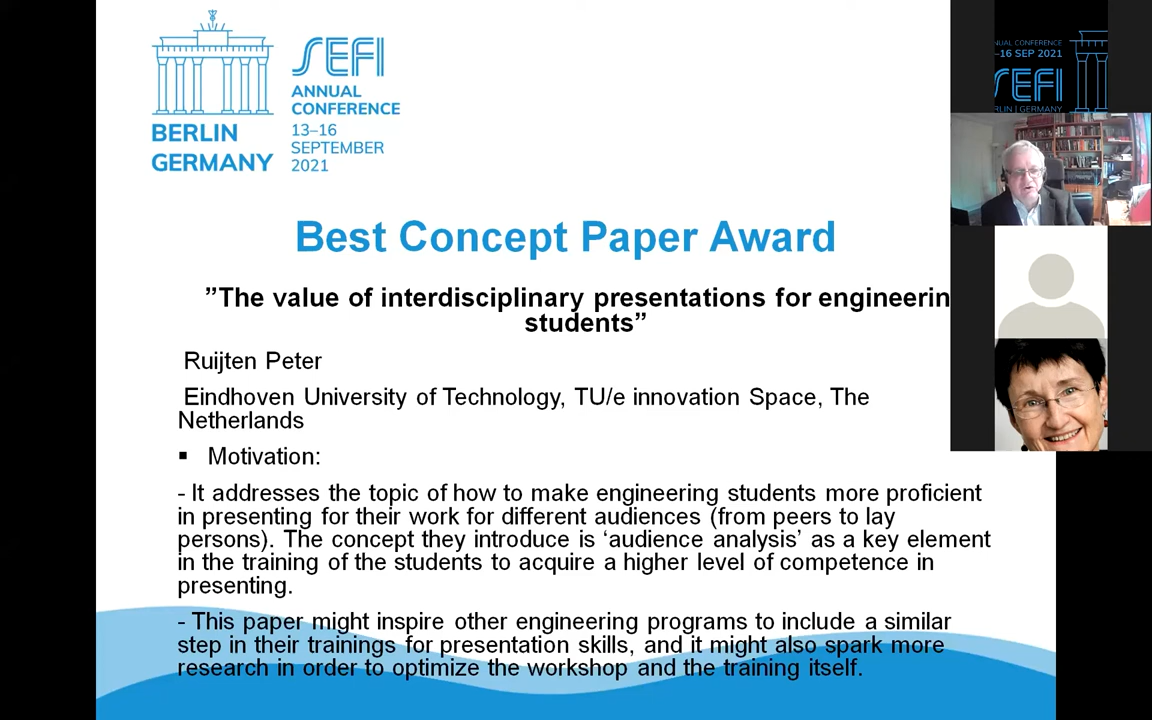 SEFI
ANNUAL
CONFERENCE
13–16
SEPTEMBER
2021
BERLIN
GERMANY
Best Concept Paper Award
”The value of interdisciplinary presentations for engineerin
students”
Ruijten Peter
Eindhoven University of Technology, TU/e innovation Space, The
Netherlands
▪ Motivation:
- It addresses the topic of how to make engineering students more proficient
in presenting for their work for different audiences (from peers to lay
persons). The concept they introduce is ‘audience analysis’ as a key element
in the training of the students to acquire a higher level of competence in
presenting.
- This paper might inspire other engineering programs to include a similar
step in their trainings for presentation skills, and it might also spark more
research in order to optimize the workshop and the training itself.
NNUAL CONFERENCE
–16 SEP 2021
SEFI
RLIN | GERMANY